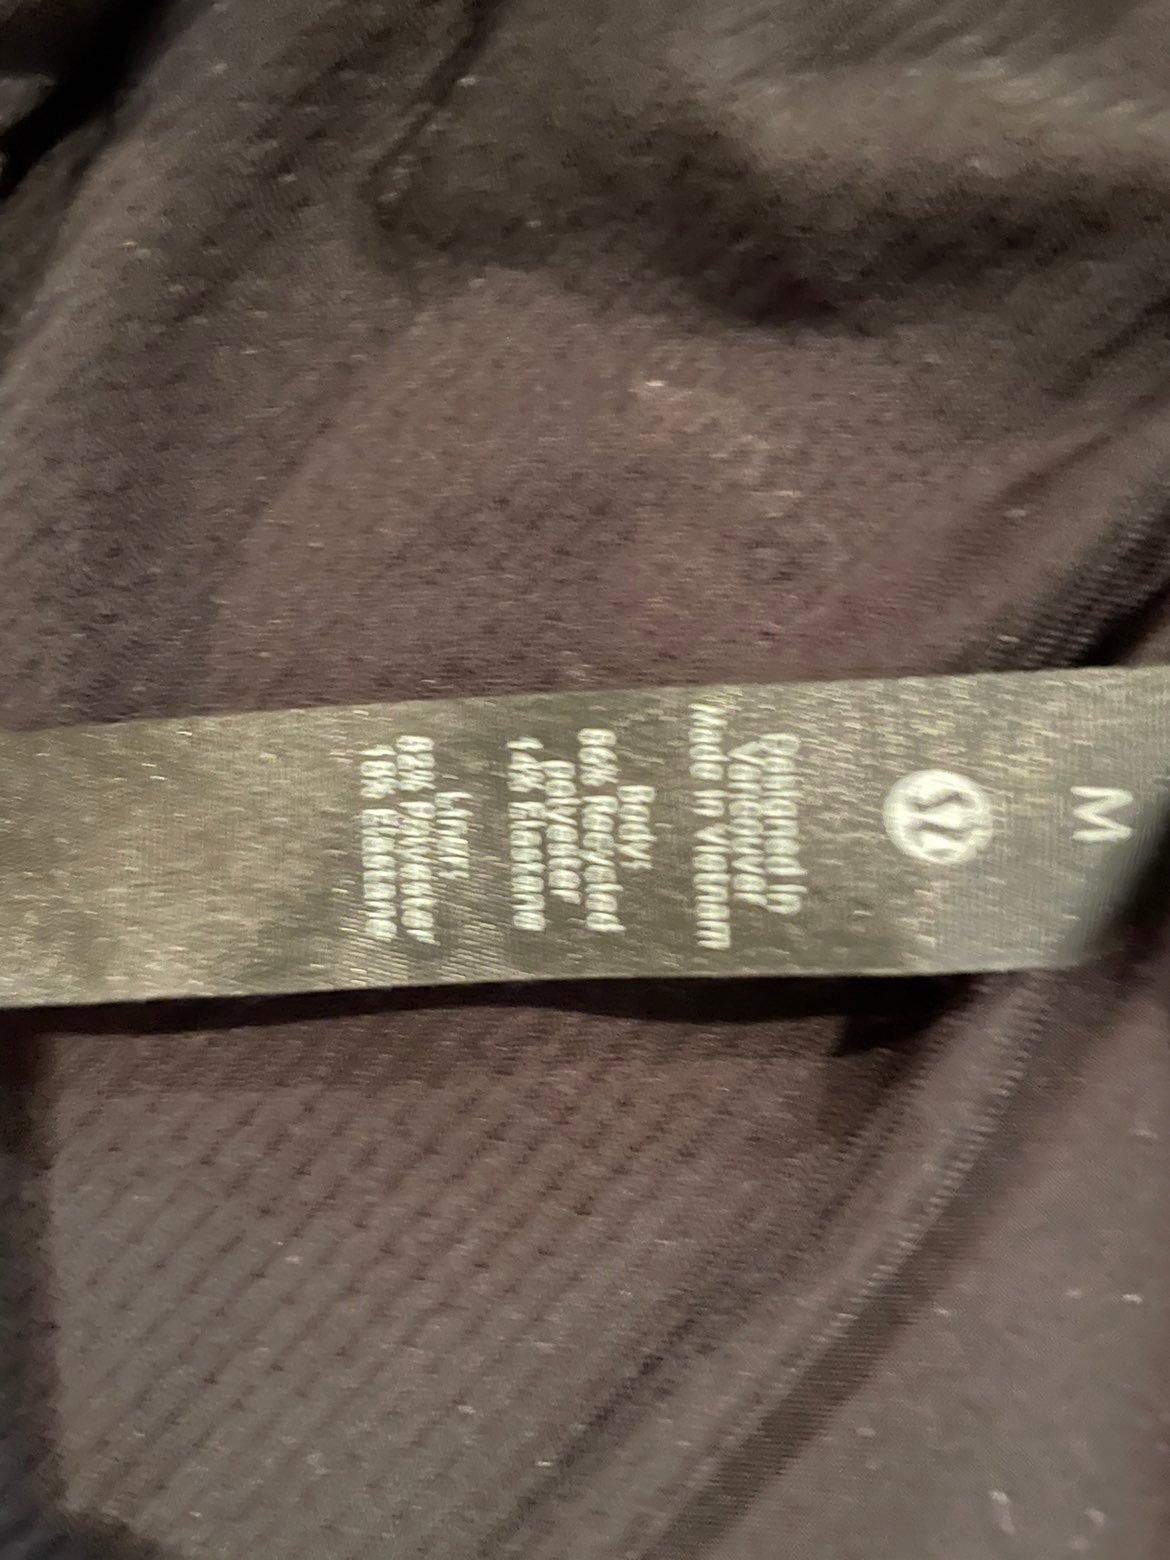 M
Designed in
Vancouver
Made in Vietnam
Body:
86% Recycled
Polyester
14% Elastane
Liner:
82% Polyester
18% Elastane